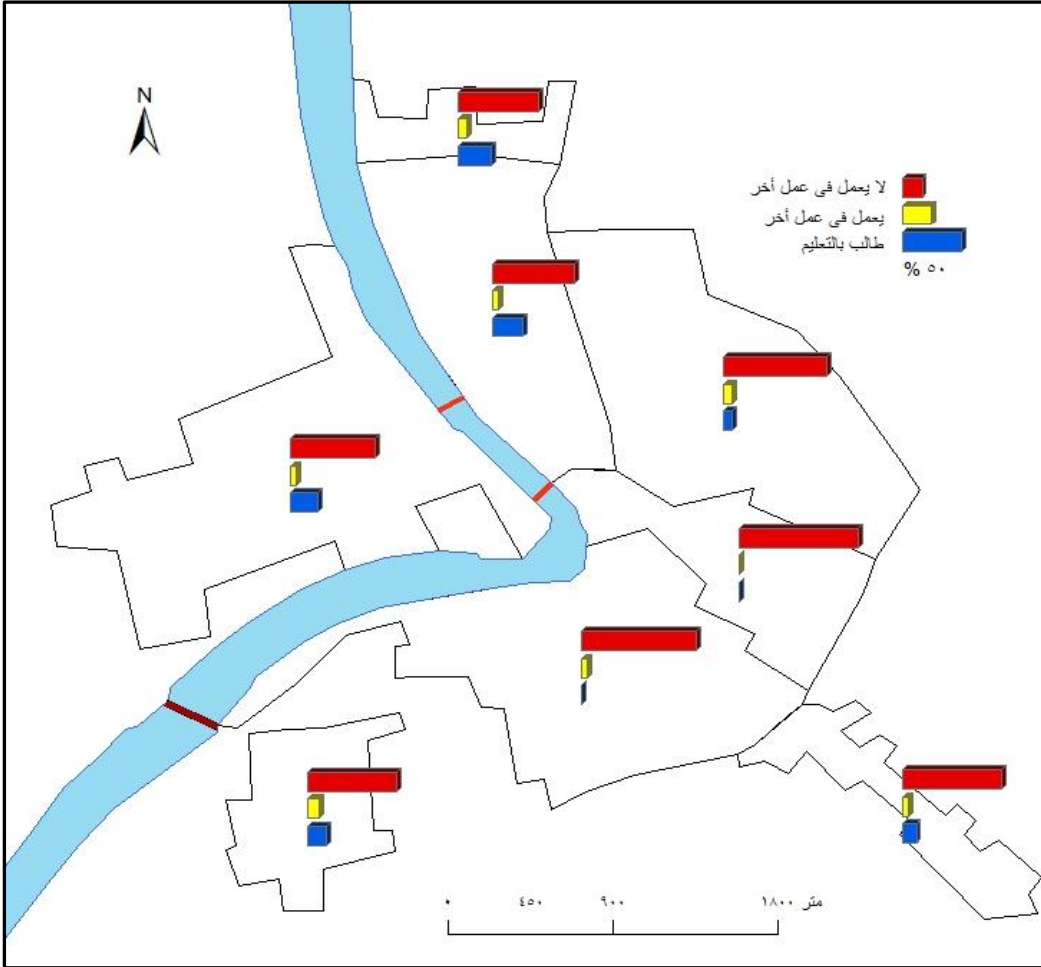 N
لا يعمل فى عمل أخر
يعمل فى عمل أخر
طالب بالتعليم
٥٠ %
٠ ٤٥٠ ٩٠٠ ١٨٠٠ متر